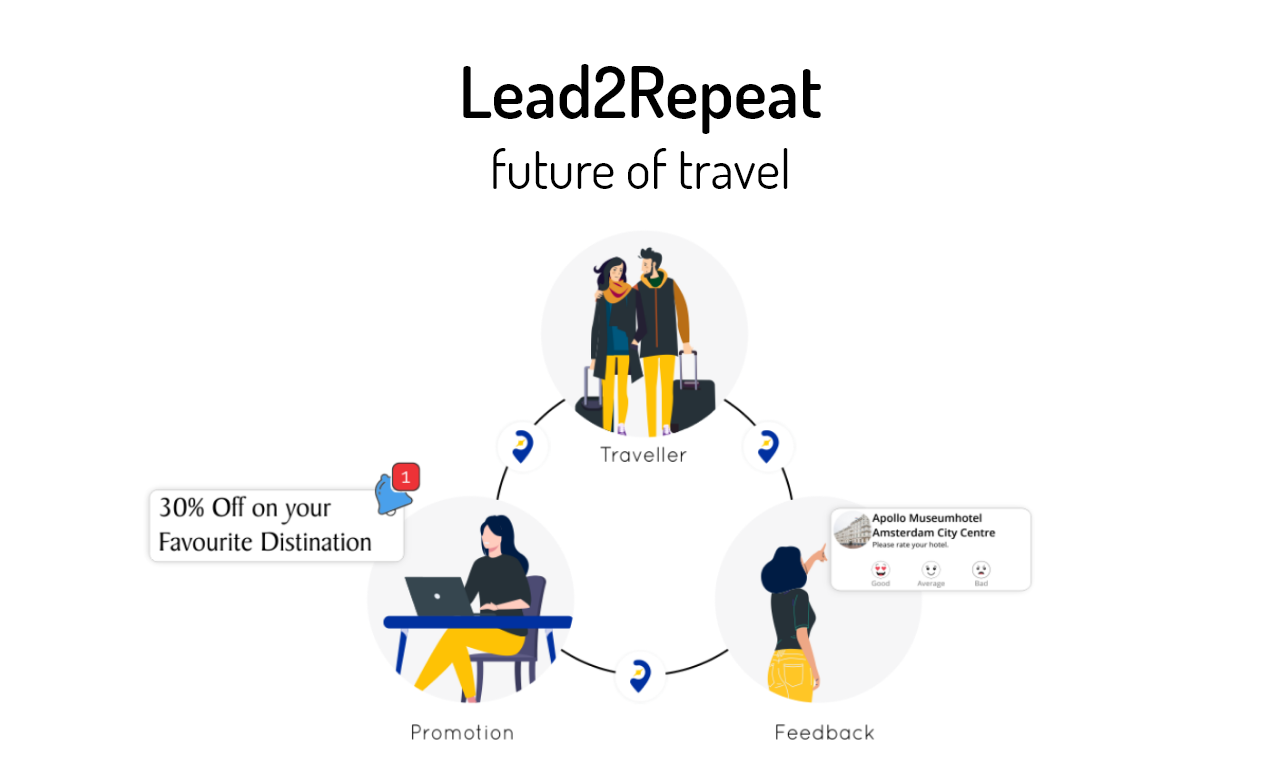 Lead2Repeat
future of travel
Traveller
1
30% Off on your
Favourite Distination
Apollo Museumhotel
Amsterdam City Centre
Please rate your hotel.
Good Average Bad
Promotion
Feedback